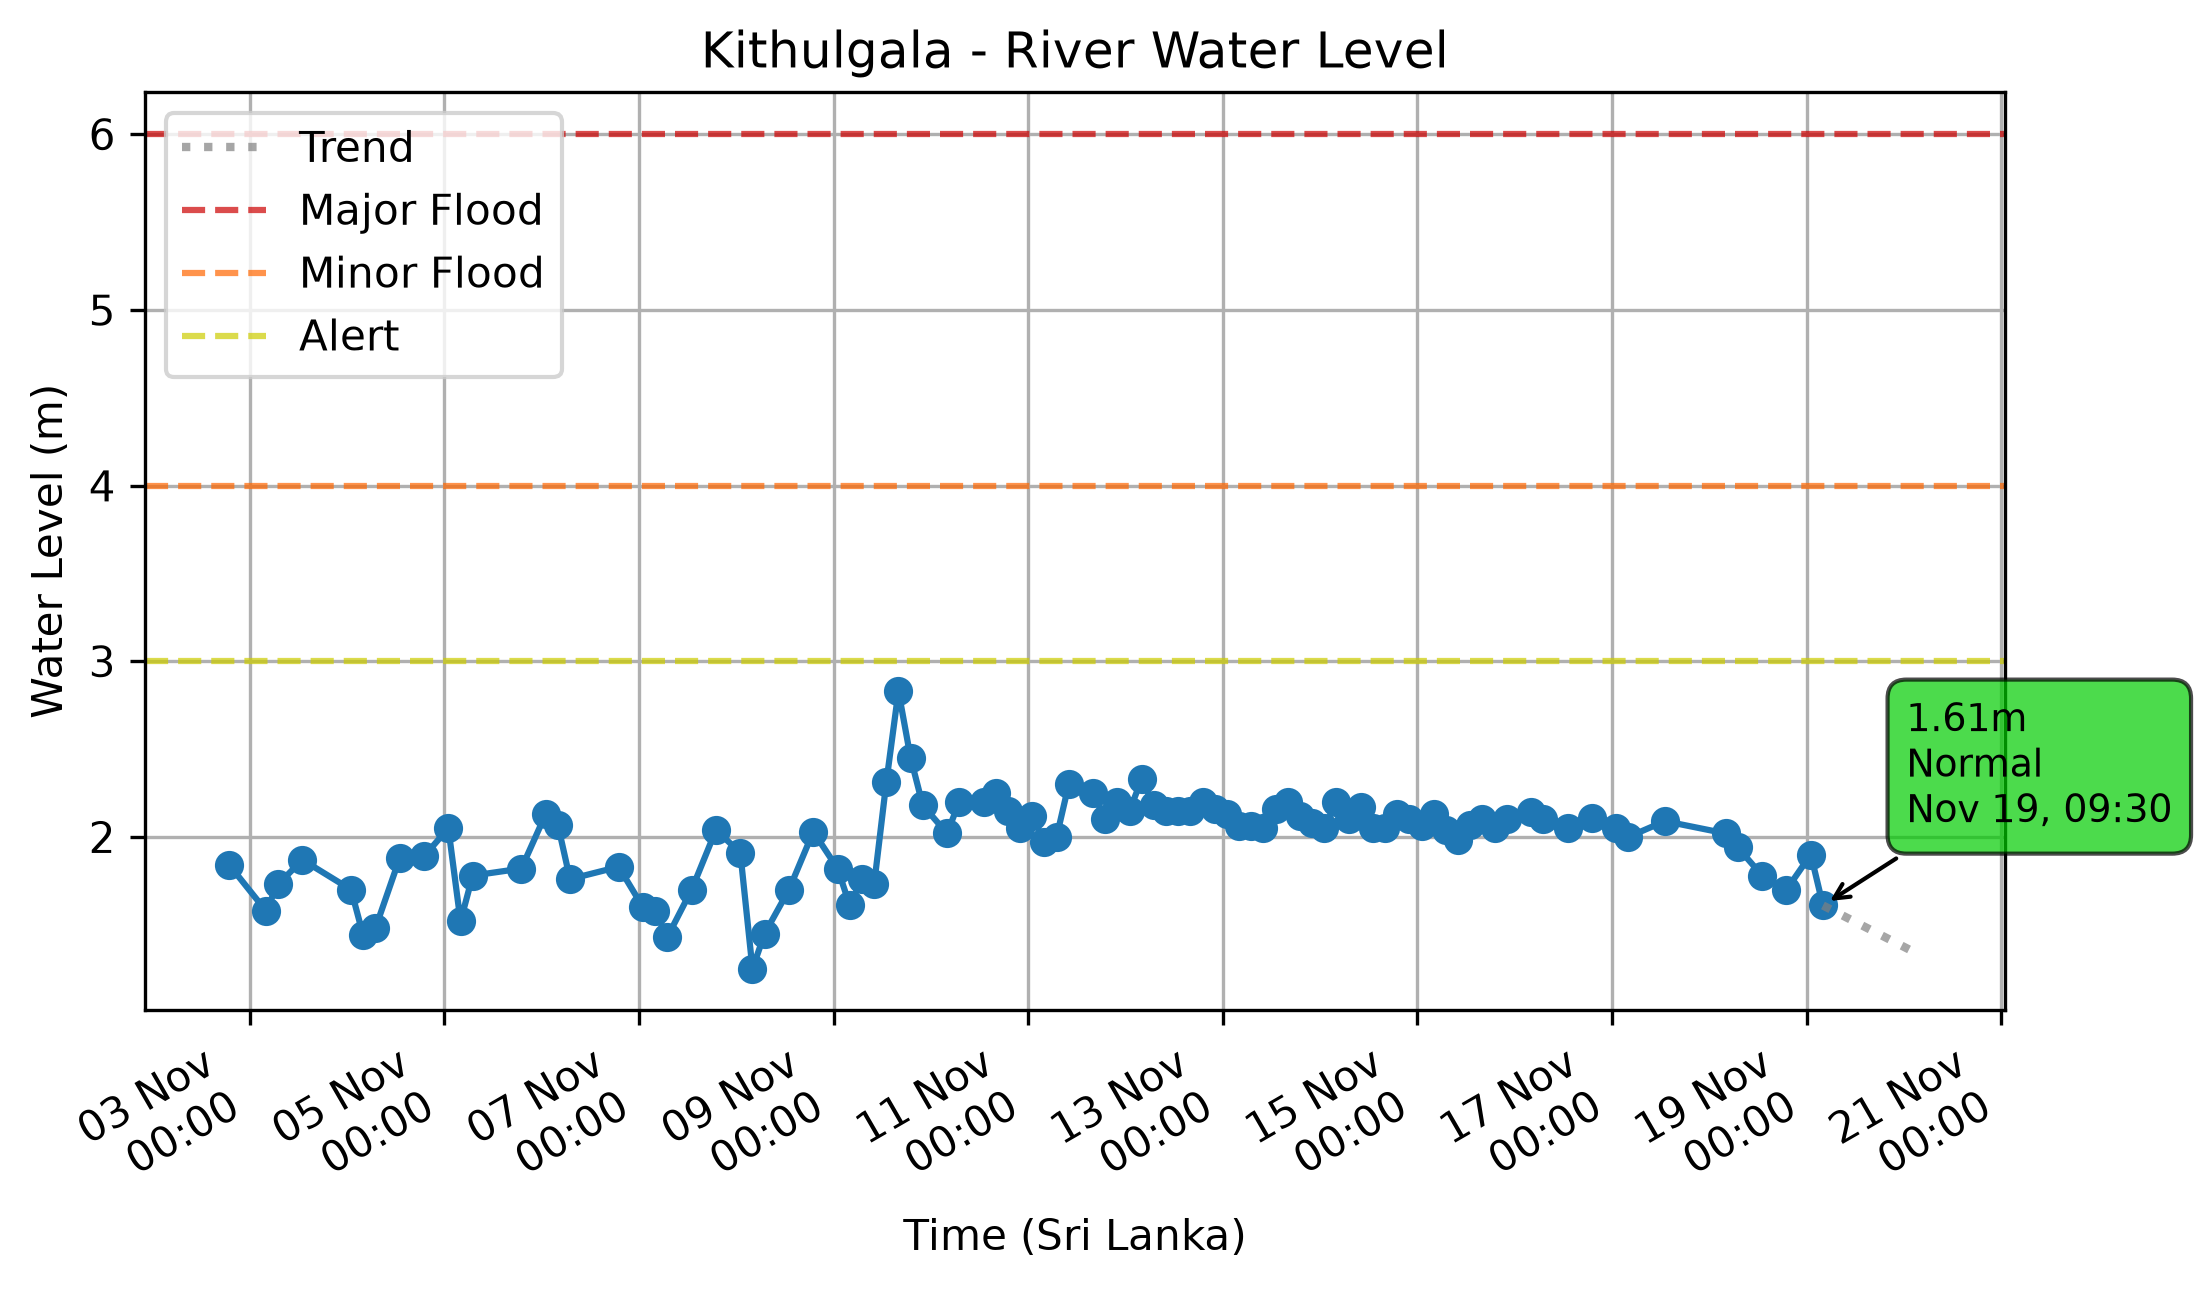 Kithulgala - River Water Level
Trend
Major Flood
Minor Flood
Alert
6
5
4
3
2
Water Level (m)
1.61m
Normal
Nov 19, 09:30
03 Nov
00:00
05 Nov
00:00
07 Nov
00:00
09 Nov
00:00
11 Nov
00:00
13 Nov
00:00
15 Nov
00:00
17 Nov
00:00
19 Nov
00:00
21 Nov
00:00
Time (Sri Lanka)